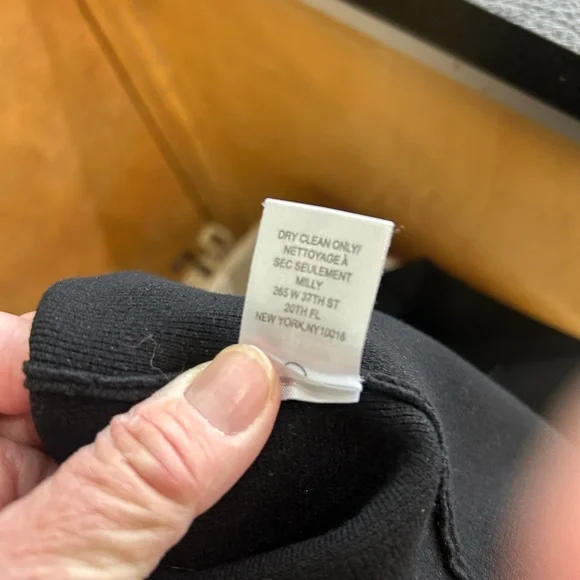 DRY CLEAN ONLY/
NETTOYAGE À
SEC SEULEMENT
MILLY
265 W 37TH ST
20TH FL
NEW YORK,NY10018